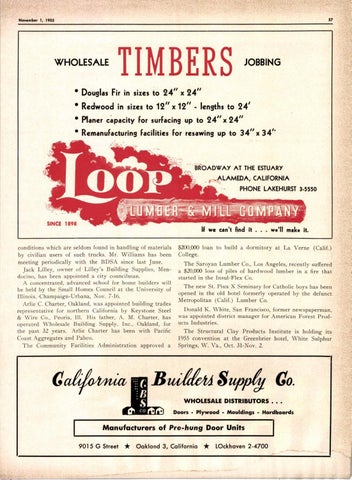 November 1, 1955
57
WHOLESALE TIMBERS JOBBING
• Douglas Fir in sizes to 24" x 24"
• Redwood in sizes to 12" x 12" - lengths to 24'
• Planer capacity for surfacing up to 24" x 24"
• Remanufacturing facilities for resawing up to 34" x 34"
LOOP
BROADWAY AT THE ESTUARY
ALAMEDA, CALIFORNIA
PHONE LAKEHURST 3-5550
LUMBER & MILL COMPANY
SINCE 1898
If we can't find it . . . we'll make it.
conditions which are seldom found in handling of materials
by civilian users of such trucks. Mr. Williams has been
meeting periodically with the BDSA since last June.
Jack Lilley, owner of Lilley's Building Supplies, Men-
docino, has been appointed a city councilman.
A concentrated, advanced school for home builders will
be held by the Small Homes Council at the University of
Illinois, Champaign-Urbana, Nov. 7-16.
Arlie C. Charter, Oakland, was appointed building trades
representative for northern California by Keystone Steel
& Wire Co., Peoria, Ill. His father, A. M. Charter, has
operated Wholesale Building Supply, Inc., Oakland, for
the past 32 years. Arlie Charter has been with Pacific
Coast Aggregates and Pabco.
The Community Facilities Administration approved a
$200,000 loan to build a dormitory at La Verne (Calif.)
College.
The Saroyan Lumber Co., Los Angeles, recently suffered
a $20,000 loss of piles of hardwood lumber in a fire that
started in the Insul-Flex Co.
The new St. Pius X Seminary for Catholic boys has been
opened in the old hotel formerly operated by the defunct
Metropolitan (Calif.) Lumber Co.
Donald K. White, San Francisco, former newspaperman,
was appointed district manager for American Forest Prod-
ucts Industries.
The Structural Clay Products Institute is holding its
1955 convention at the Greenbrier hotel, White Sulphur
Springs, W. Va., Oct. 31-Nov. 2.
California Builders Supply Co.
CBS
CO
WHOLESALE DISTRIBUTORS . . .
Doors - Plywood - Mouldings - Hardboards
Manufacturers of Pre-hung Door Units
9015 G Street ★ Oakland 3, California ★ LOckhaven 2-4700